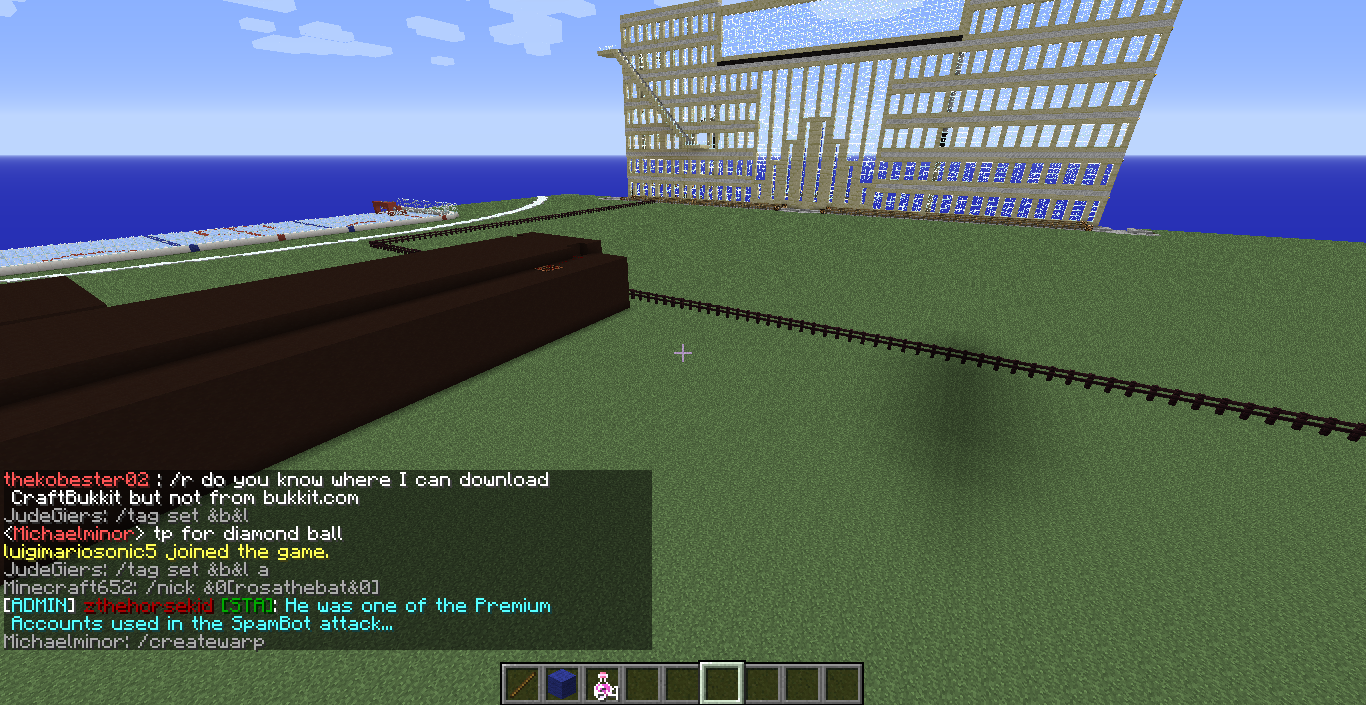 thekobester02 : /r do you know where I can download
CraftBukkit but not from bukkit.com
JudeGiers: /tag set &b&l
<Michaelminor> tp for diamond ball
luigimariosonic5 joined the game.
JudeGiers: /tag set &b&l a
Minecraft652: /nick &0[rosathebat&0]
[ADMIN] zthehorsekid [STA]: He was one of the Premium
Accounts used in the SpamBot attack...
Michaelminor: /createwarp
4